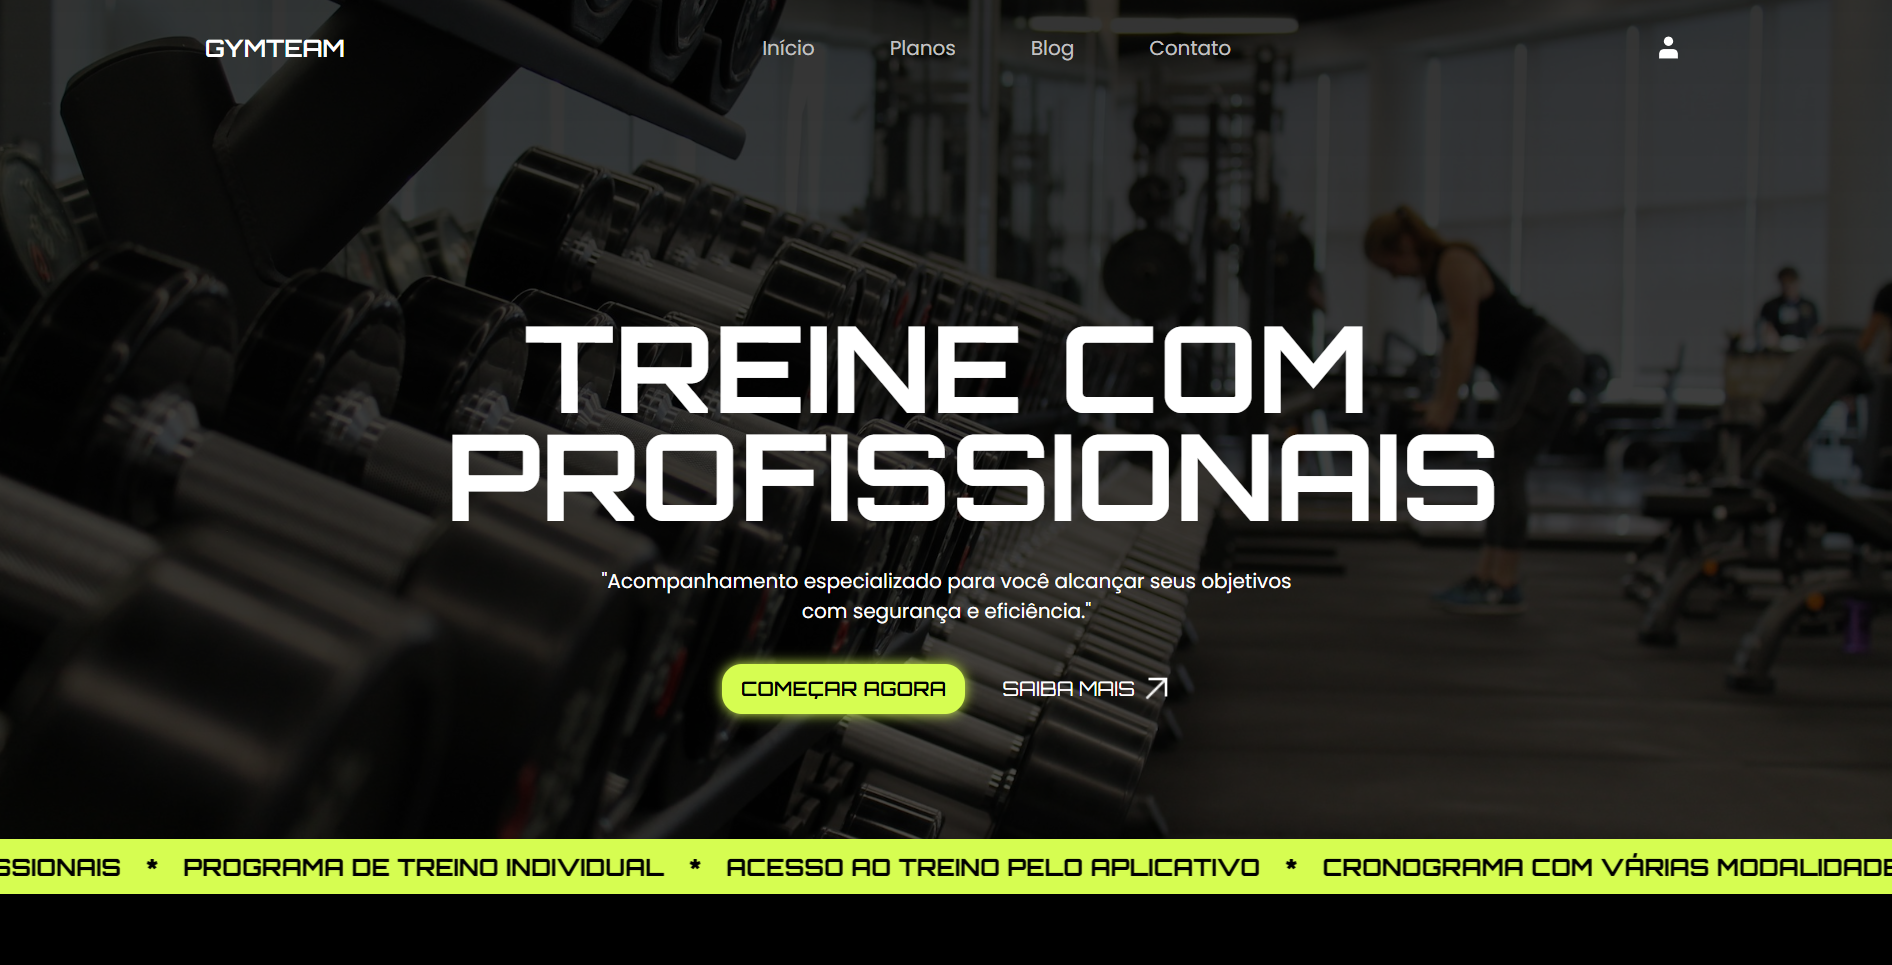 GYMTEAM
Início Planos Blog Contato
TREINE COM
PROFISSIONAIS
"Acompanhamento especializado para você alcançar seus objetivos
com segurança e eficiência."
COMEÇAR AGORA SAIBA MAIS
SSIONAIS * PROGRAMA DE TREINO INDIVIDUAL * ACESSO AO TREINO PELO APLICATIVO * CRONOGRAMA COM VÁRIAS MODALIDADE